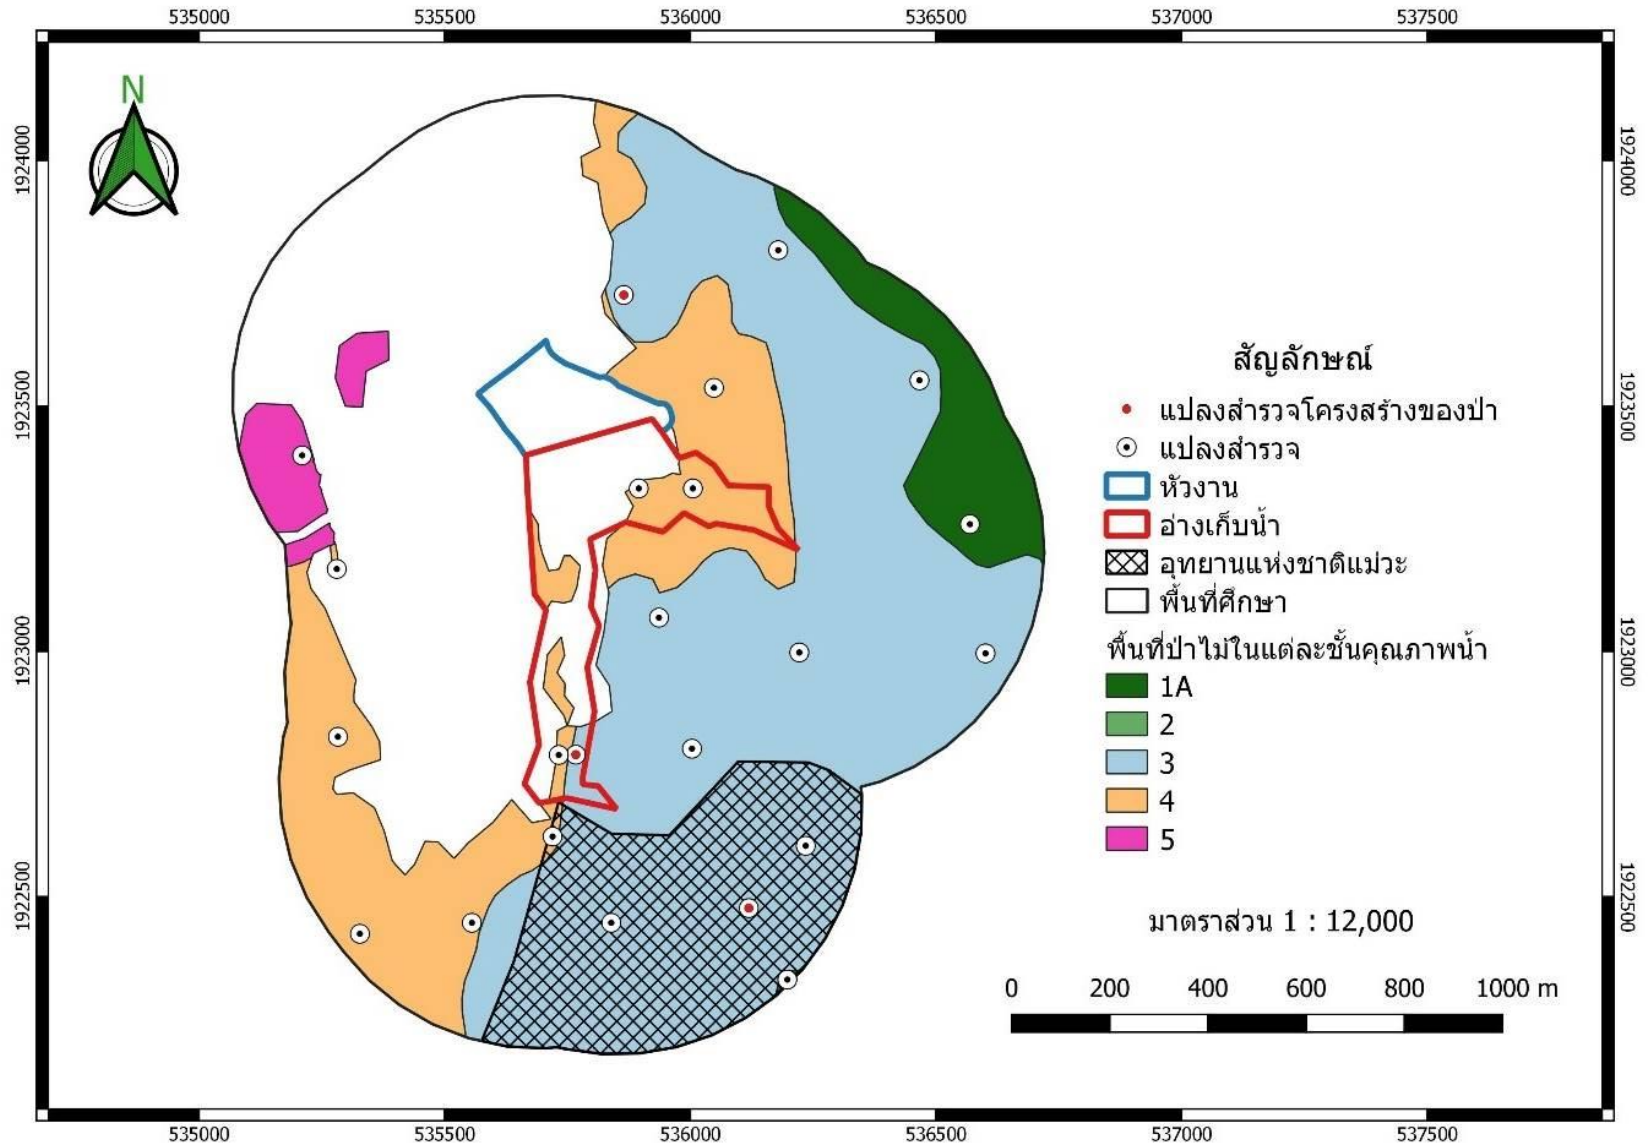 535000 535500 536000 536500 537000 537500
N
1924000
1923500
1923000
1922500
1924000
1923500
1923000
1922500
สัญลักษณ์
แปลงสำรวจโครงสร้างของป่า
แปลงสำรวจ
หัวงาน
อ่างเก็บน้ำ
อุทยานแห่งชาติแม่วะ
พื้นที่ศึกษา
พื้นที่ป่าไม้ในแต่ละชั้นคุณภาพน้ำ
1A
2
3
4
5
มาตราส่วน 1 : 12,000
0 200 400 600 800 1000 m
535000 535500 536000 536500 537000 537500